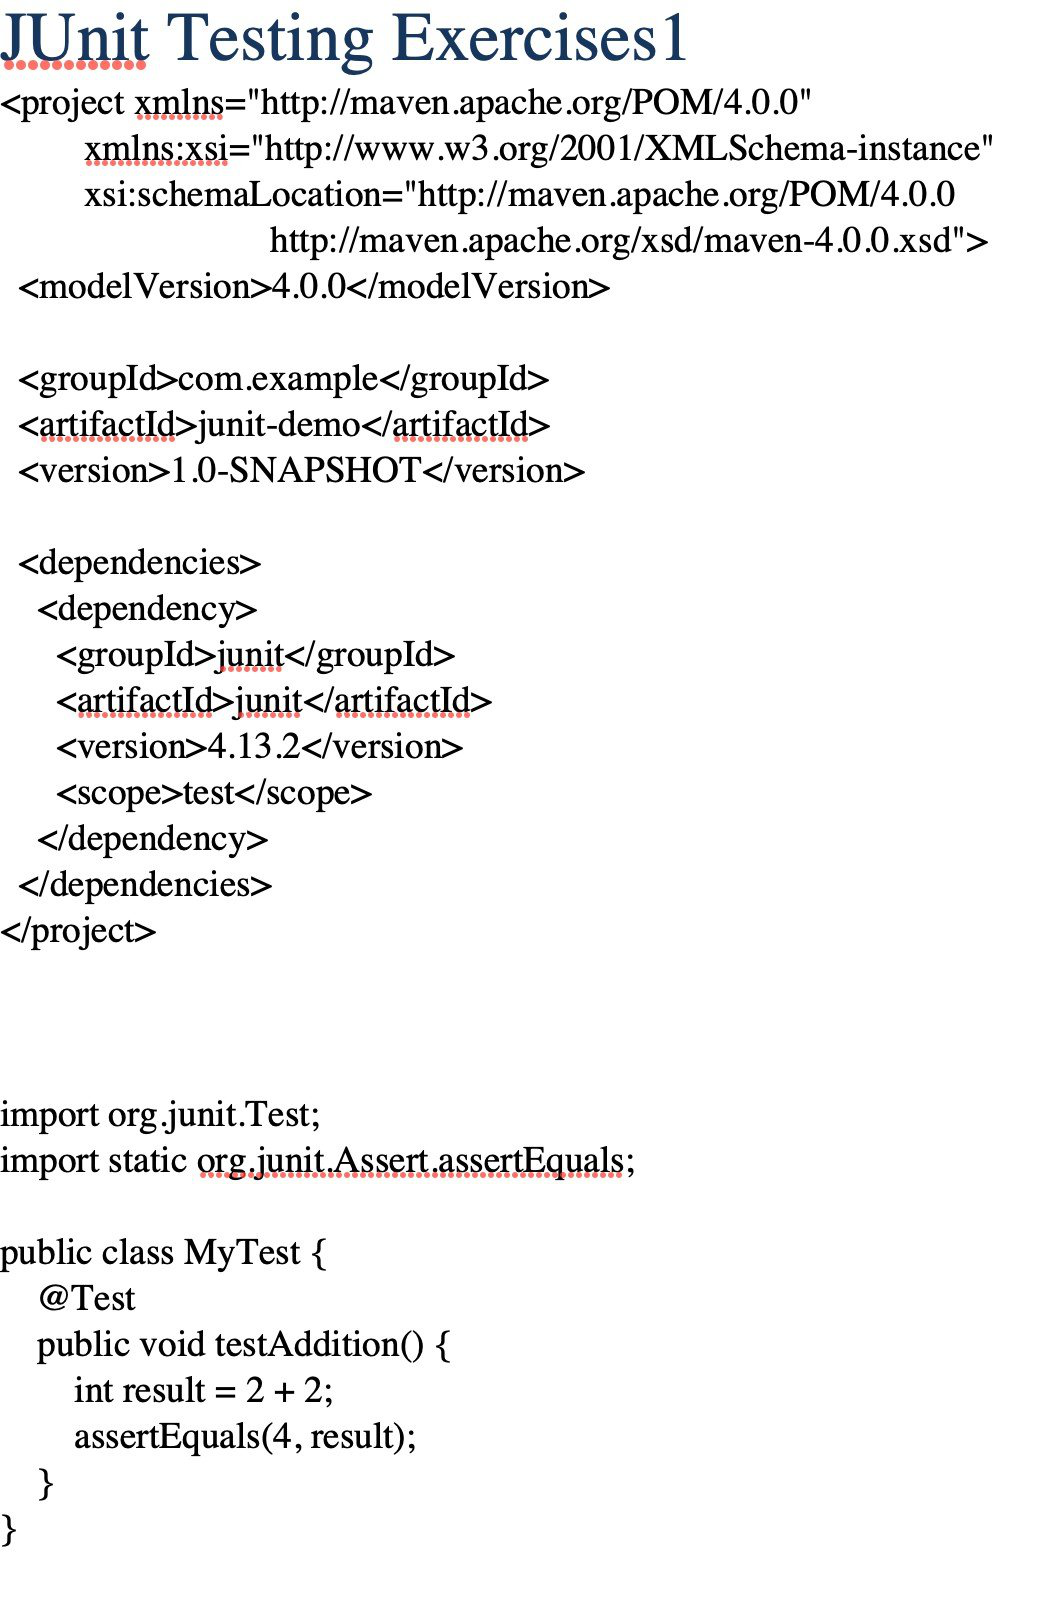 JUnit Testing Exercises1
<project xmlns="http://maven.apache.org/POM/4.0.0"
xmlns:xsi="http://www.w3.org/2001/XMLSchema-instance"
xsi:schemaLocation="http://maven.apache.org/POM/4.0.0
http://maven.apache.org/xsd/maven-4.0.0.xsd">
<modelVersion>4.0.0</modelVersion>
<groupId>com.example</groupId>
<artifactId>junit-demo</artifactId>
<version>1.0-SNAPSHOT</version>
<dependencies>
<dependency>
<groupId>junit</groupId>
<artifactId>junit</artifactId>
<version>4.13.2</version>
<scope>test</scope>
</dependency>
</dependencies>
</project>
import org.junit.Test;
import static org.junit.Assert.assertEquals;
public class MyTest {
@Test
public void testAddition() {
int result = 2 + 2;
assertEquals(4, result);
}
}